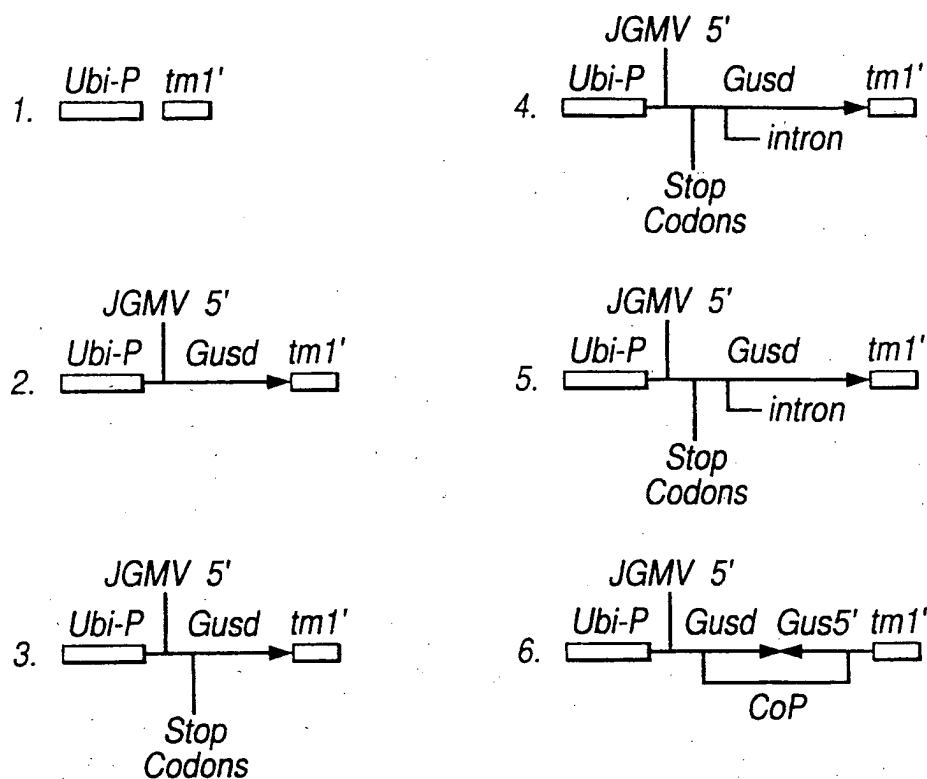 1. Ubi-P tm1'
2. JGMV 5'
Ubi-P Gusd tm1'
3. JGMV 5'
Ubi-P Gusd tm1'
Stop
Codons
4. JGMV 5'
Ubi-P Gusd tm1'
intron
Stop
Codons
5. JGMV 5'
Ubi-P Gusd tm1'
intron
Stop
Codons
6. JGMV 5'
Ubi-P Gusd Gus5' tm1'
CoP